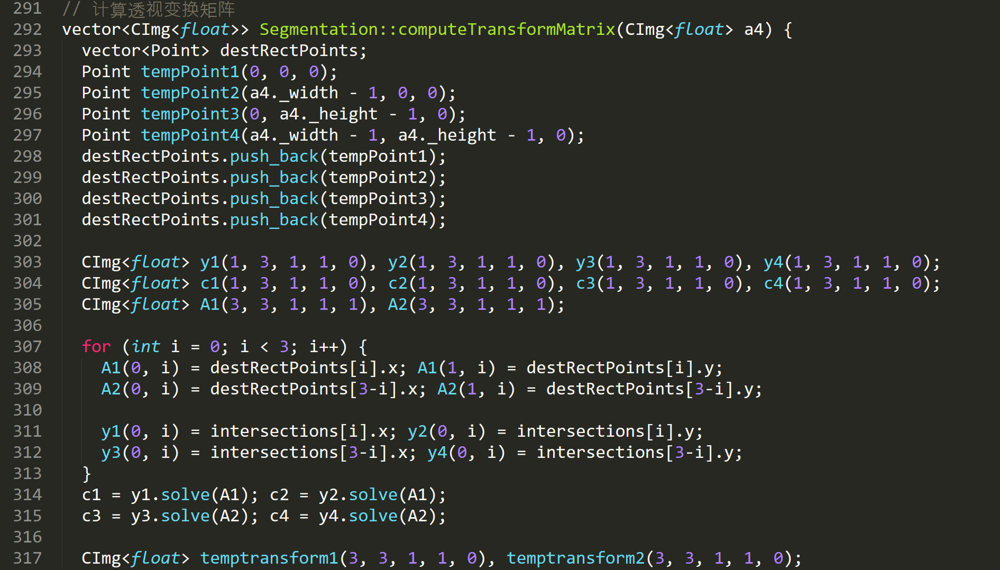 291 // 计算透视变换矩阵
292 vector<CImg<float>> Segmentation::computeTransformMatrix(CImg<float> a4) {
293   vector<Point> destRectPoints;
294   Point tempPoint1(0, 0, 0);
295   Point tempPoint2(a4._width - 1, 0, 0);
296   Point tempPoint3(0, a4._height - 1, 0);
297   Point tempPoint4(a4._width - 1, a4._height - 1, 0);
298   destRectPoints.push_back(tempPoint1);
299   destRectPoints.push_back(tempPoint2);
300   destRectPoints.push_back(tempPoint3);
301   destRectPoints.push_back(tempPoint4);
302
303   CImg<float> y1(1, 3, 1, 1, 0), y2(1, 3, 1, 1, 0), y3(1, 3, 1, 1, 0), y4(1, 3, 1, 1, 0);
304   CImg<float> c1(1, 3, 1, 1, 0), c2(1, 3, 1, 1, 0), c3(1, 3, 1, 1, 0), c4(1, 3, 1, 1, 0);
305   CImg<float> A1(3, 3, 1, 1, 1), A2(3, 3, 1, 1, 1);
306
307   for (int i = 0; i < 3; i++) {
308     A1(0, i) = destRectPoints[i].x; A1(1, i) = destRectPoints[i].y;
309     A2(0, i) = destRectPoints[3-i].x; A2(1, i) = destRectPoints[3-i].y;
310
311     y1(0, i) = intersections[i].x; y2(0, i) = intersections[i].y;
312     y3(0, i) = intersections[3-i].x; y4(0, i) = intersections[3-i].y;
313   }
314   c1 = y1.solve(A1); c2 = y2.solve(A1);
315   c3 = y3.solve(A2); c4 = y4.solve(A2);
316
317   CImg<float> temptransform1(3, 3, 1, 1, 0), temptransform2(3, 3, 1, 1, 0);